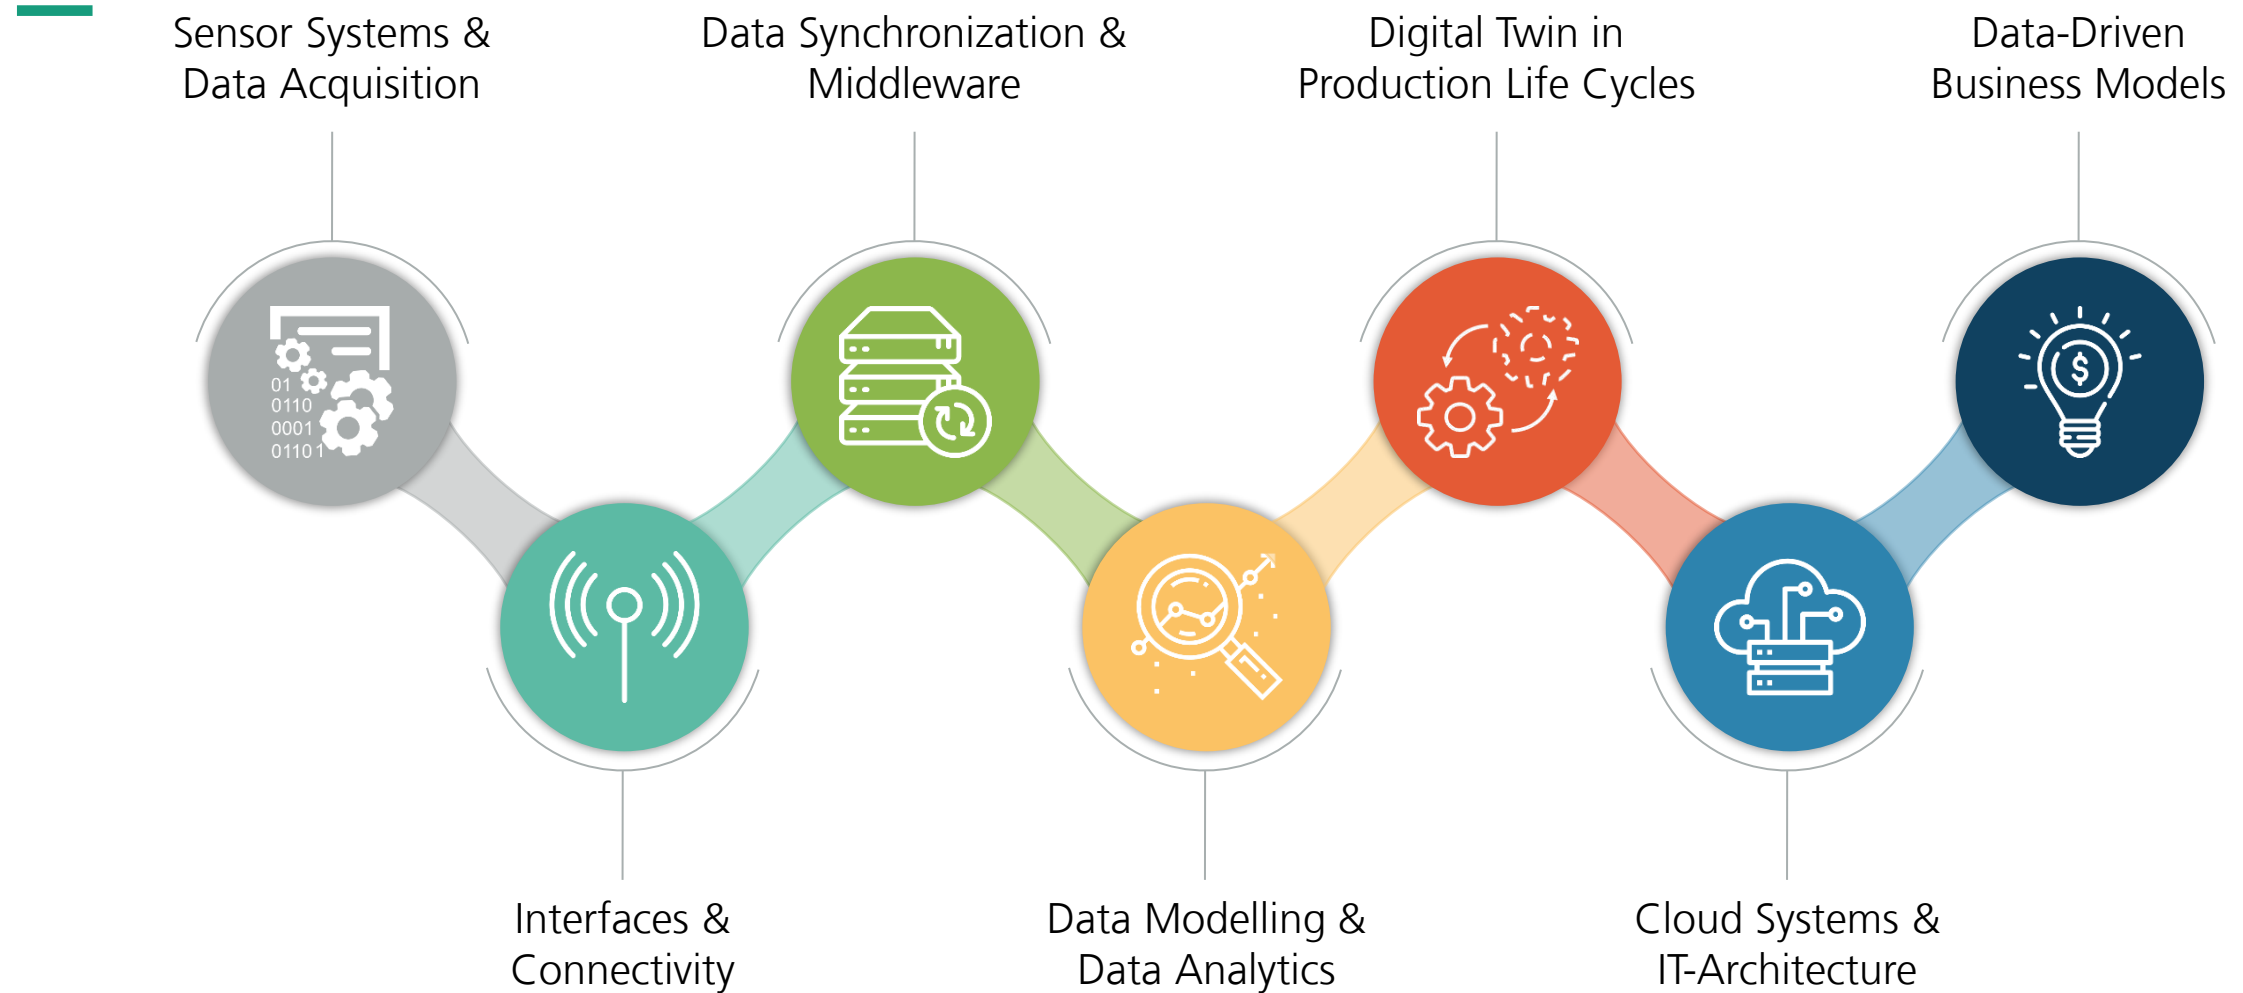 Sensor Systems &
Data Acquisition
Data Synchronization &
Middleware
Digital Twin in
Production Life Cycles
Data-Driven
Business Models
01
0110
0001
01101
$
Interfaces &
Connectivity
Data Modelling &
Data Analytics
Cloud Systems &
IT-Architecture